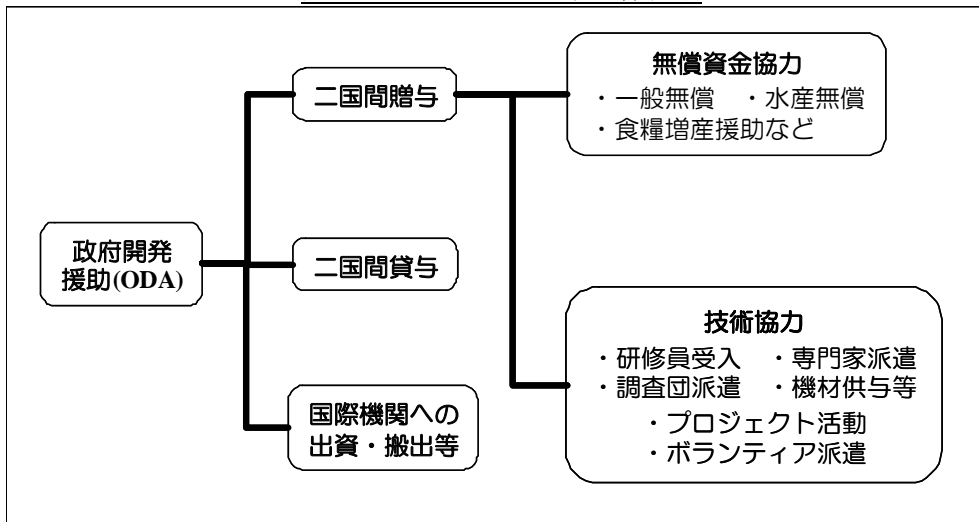 二国間贈与
無償資金協力
・一般無償 ・水産無償
・食糧増産援助など
政府開発
援助(ODA)
二国間貸与
技術協力
・研修員受入 ・専門家派遣
・調査団派遣 ・機材供与等
・プロジェクト活動
・ボランティア派遣
国際機関への
出資・搬出等